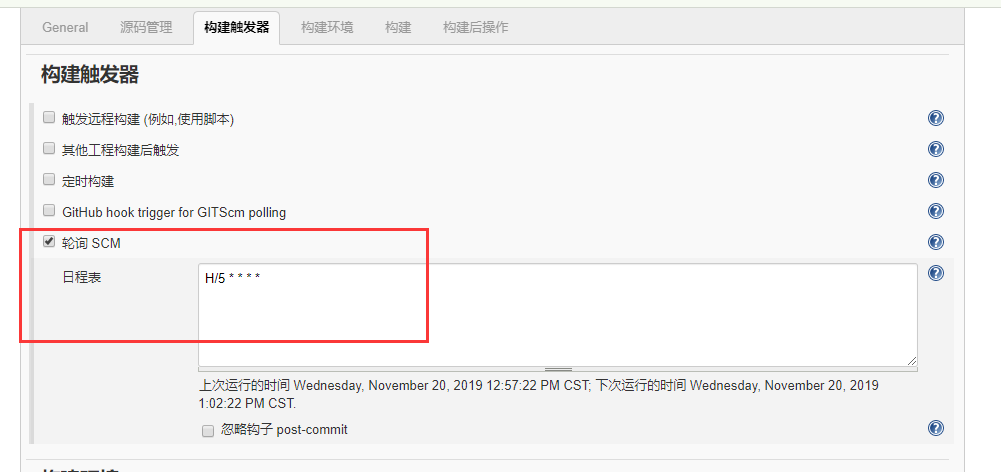 General 源码管理 构建触发器 构建环境 构建 构建后操作
构建触发器
触发远程构建 (例如,使用脚本)
其他工程构建后触发
定时构建
GitHub hook trigger for GITScm polling
轮询 SCM
日程表
H/5 * * * *
上次运行的时间 Wednesday, November 20, 2019 12:57:22 PM CST; 下次运行的时间 Wednesday, November 20, 2019
1:02:22 PM CST.
忽略钩子 post-commit